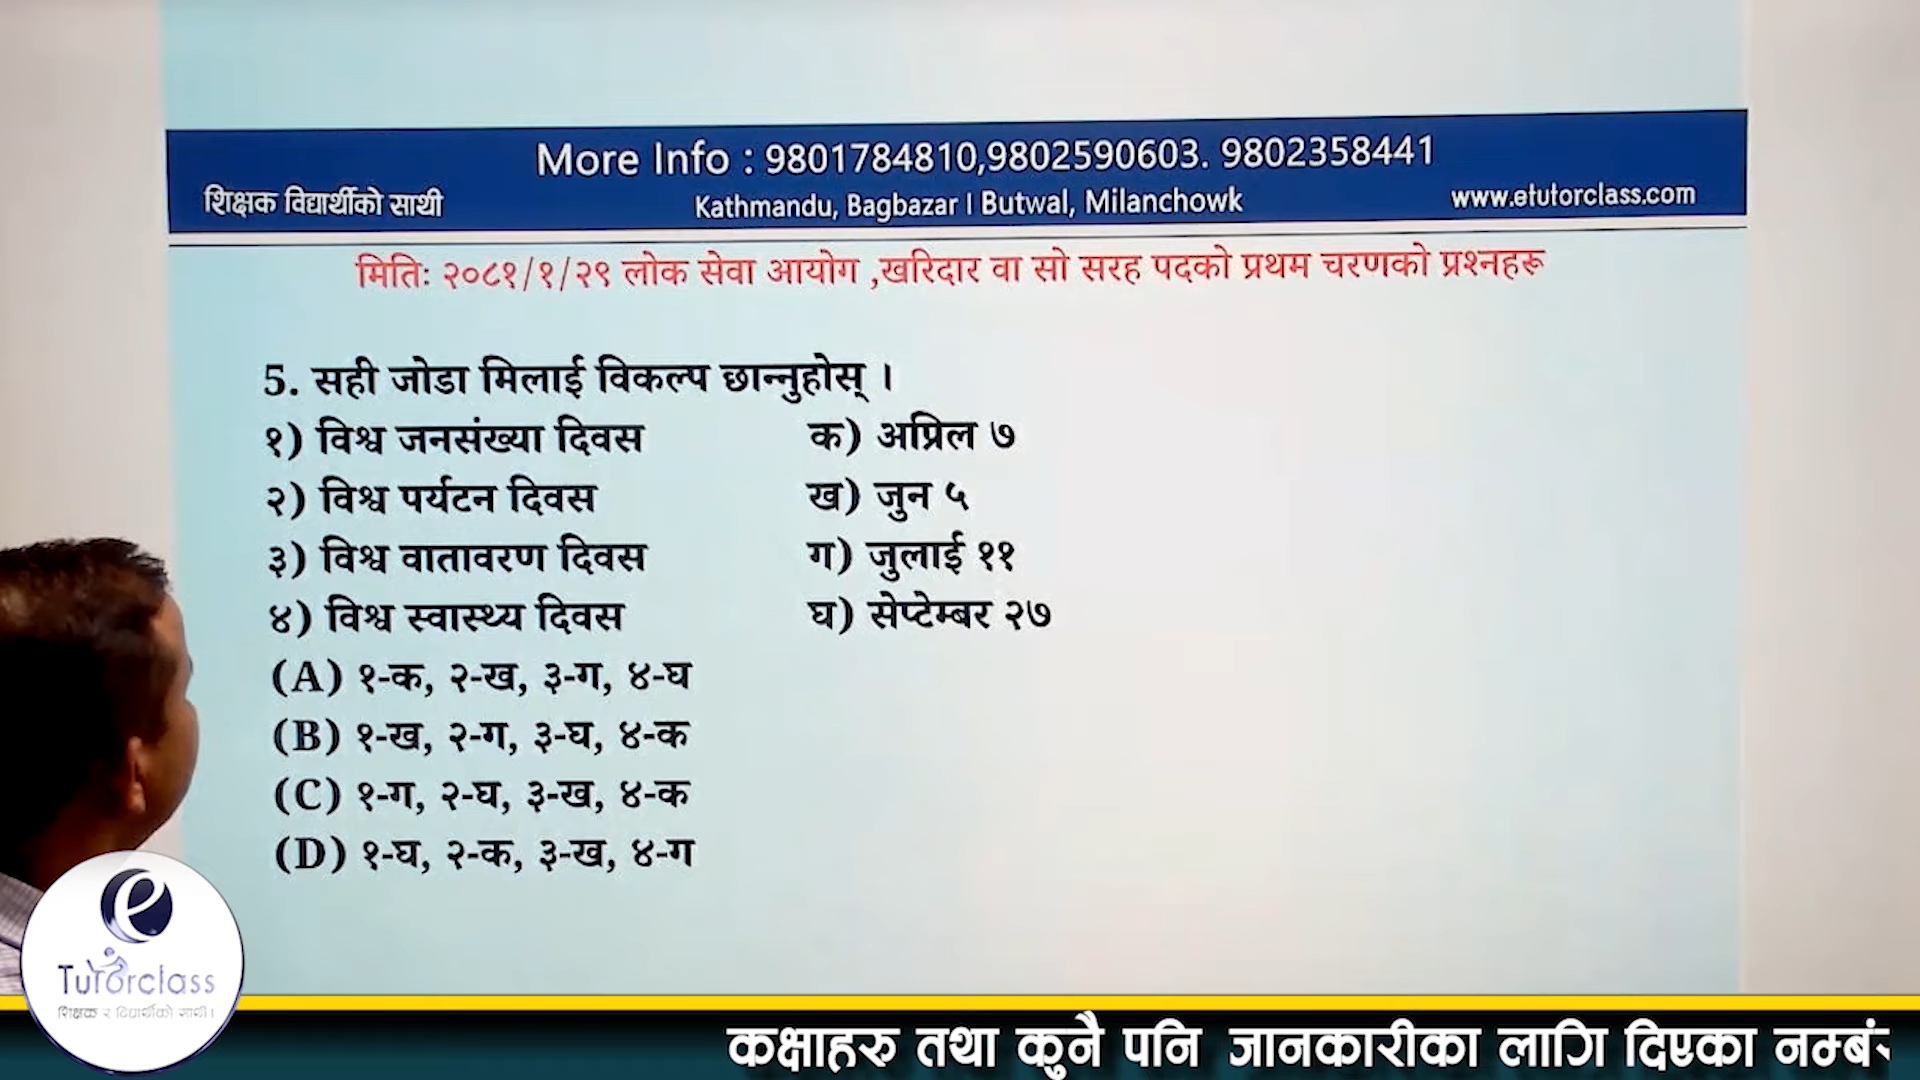 More Info : 9801784810,9802590603. 9802358441
शिक्षक विद्यार्थीको साथी
Kathmandu, Bagbazar | Butwal, Milanchowk
www.etutorclass.com
मितिः २०८१/१/२९ लोक सेवा आयोग ,खरिदार वा सो सरह पदको प्रथम चरणको प्रश्नहरू
5. सही जोडा मिलाई विकल्प छान्नुहोस् ।
१) विश्व जनसंख्या दिवस क) अप्रिल ७
२) विश्व पर्यटन दिवस ख) जुन ५
३) विश्व वातावरण दिवस ग) जुलाई ११
४) विश्व स्वास्थ्य दिवस घ) सेप्टेम्बर २७
(A) १-क, २-ख, ३-ग, ४-घ
(B) १-ख, २-ग, ३-घ, ४-क
(C) १-ग, २-घ, ३-ख, ४-क
(D) १-घ, २-क, ३-ख, ४-ग
e
Tutorclass
शिक्षक र विद्यार्थीको साथी।
कक्षाहरु तथा कुनै पनि जानकारीका लागि दिएका